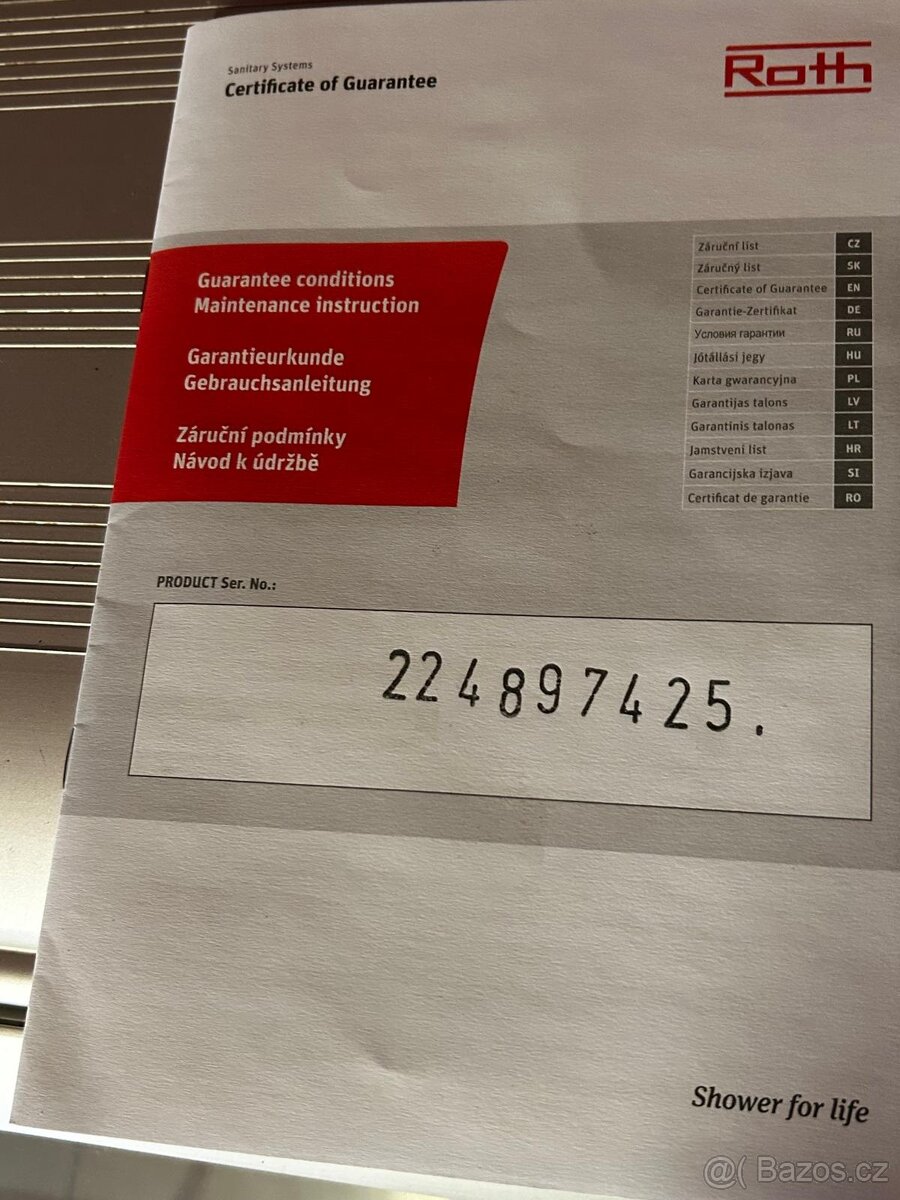 Sanitary Systems
Certificate of Guarantee
Roth
Guarantee conditions
Maintenance instruction
Garantieurkunde
Gebrauchsanleitung
Záruční podmínky
Návod k údržbě
Záruční list CZ
Záručný list SK
Certificate of Guarantee EN
Garantie-Zertifikat DE
Условия гарантии RU
Jótállási jegy HU
Karta gwarancyjna PL
Garantijas talons LV
Garantinis talonas LT
Jamstveni list HR
Garancijska izjava SI
Certificat de garantie RO
PRODUCT Ser. No.:
224897425.
Shower for life
@( Bazos.cz